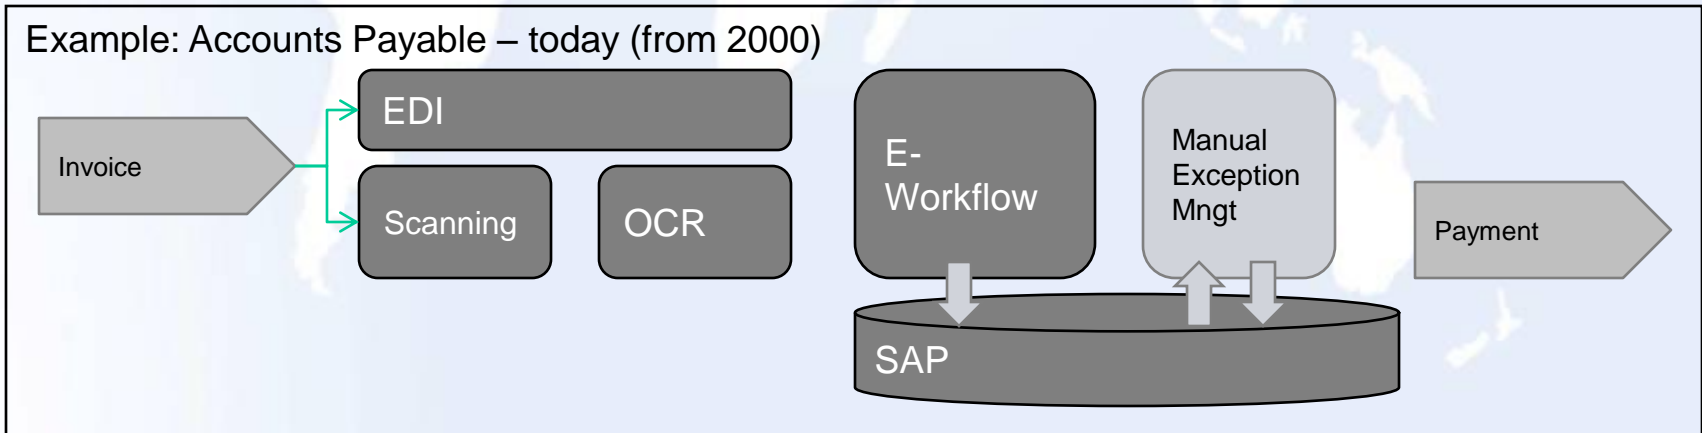 Example: Accounts Payable – today (from 2000)
Invoice
EDI
Scanning
OCR
E-
Workflow
Manual
Exception
Mngt
Payment
SAP